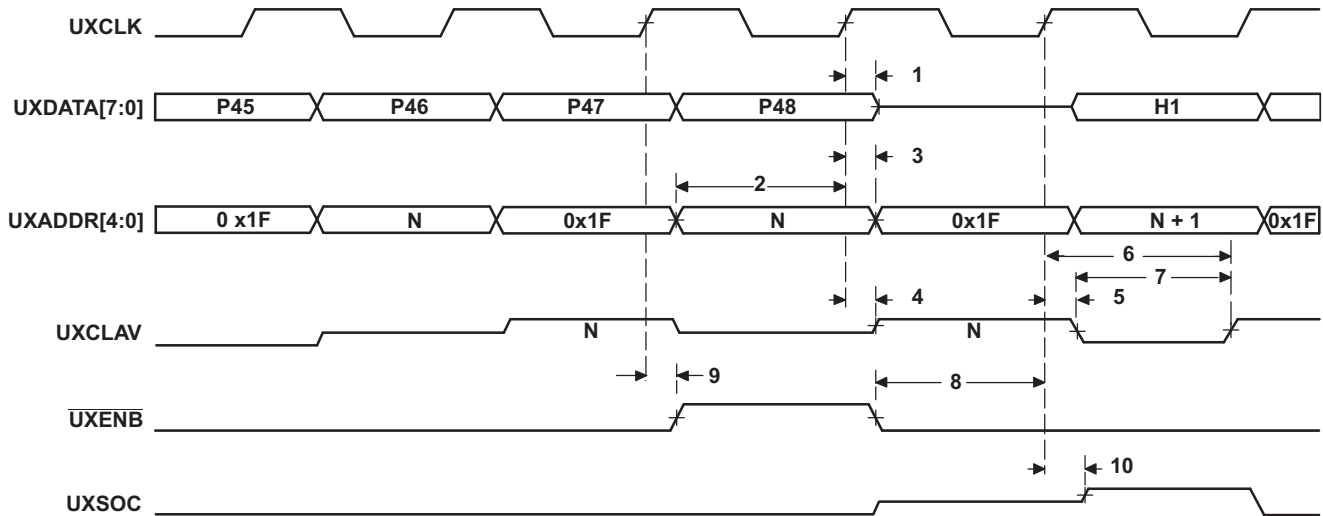 UXCLK
1
UXDATA[7:0] P45 P46 P47 P48 H1
3
2
UXADDR[4:0] 0 x1F N 0x1F N 0x1F N + 1 0x1F
6
7
4 5
UXCLAV N N
9 8
UXENB
10
UXSOC